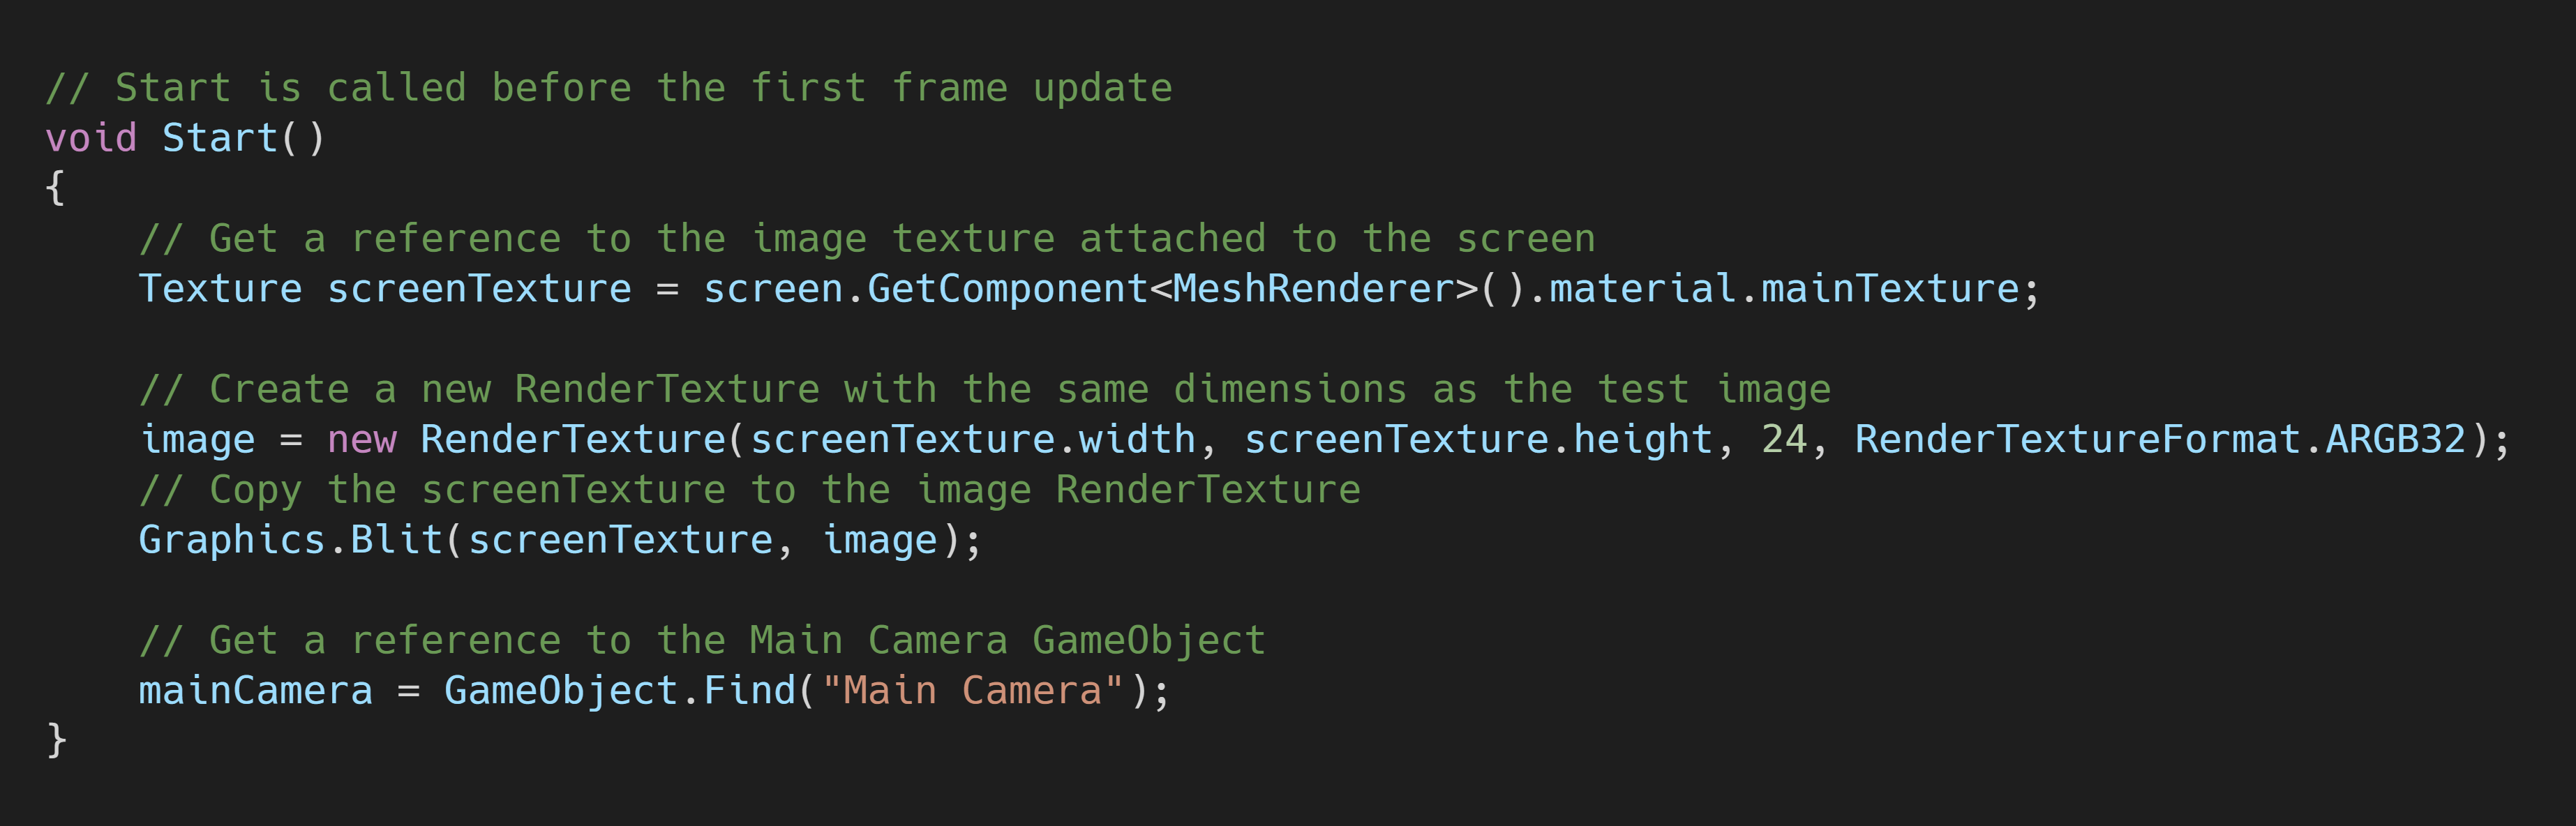 // Start is called before the first frame update
void Start()
{
    // Get a reference to the image texture attached to the screen
    Texture screenTexture = screen.GetComponent<MeshRenderer>().material.mainTexture;

    // Create a new RenderTexture with the same dimensions as the test image
    image = new RenderTexture(screenTexture.width, screenTexture.height, 24, RenderTextureFormat.ARGB32);
    // Copy the screenTexture to the image RenderTexture
    Graphics.Blit(screenTexture, image);

    // Get a reference to the Main Camera GameObject
    mainCamera = GameObject.Find("Main Camera");
}